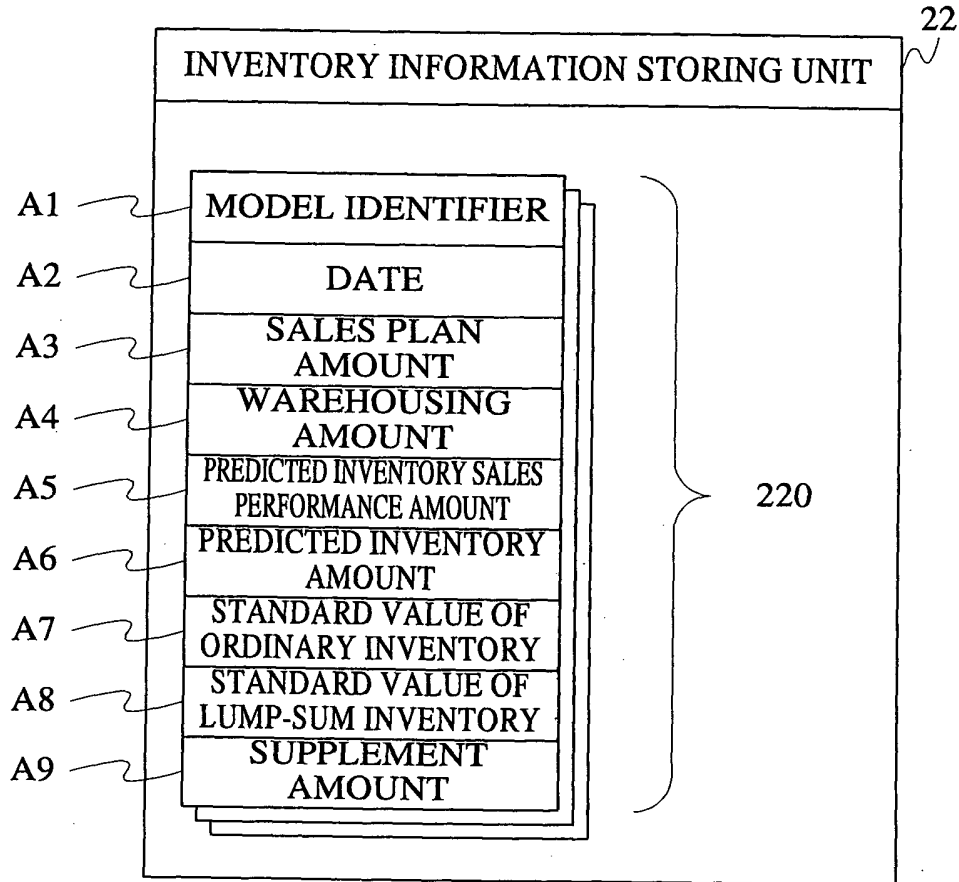 22
INVENTORY INFORMATION STORING UNIT
A1
MODEL IDENTIFIER
A2
DATE
A3
SALES PLAN
AMOUNT
A4
WAREHOUSING
AMOUNT
A5
PREDICTED INVENTORY SALES
PERFORMANCE AMOUNT
220
A6
PREDICTED INVENTORY
AMOUNT
A7
STANDARD VALUE OF
ORDINARY INVENTORY
A8
STANDARD VALUE OF
LUMP-SUM INVENTORY
A9
SUPPLEMENT
AMOUNT